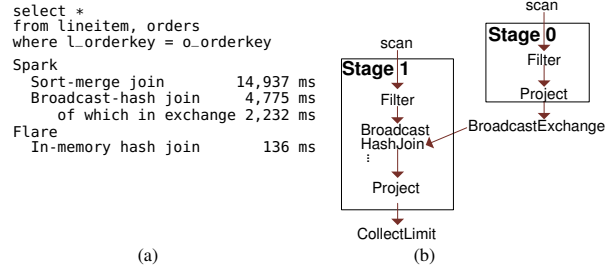 select *
from lineitem, orders
where l_orderkey = o_orderkey
Spark
Sort-merge join 14,937 ms
Broadcast-hash join 4,775 ms
of which in exchange 2,232 ms
Flare
In-memory hash join 136 ms
(a)
scan
Stage 0
Filter
Project
BroadcastExchange
scan
Stage 1
Filter
Broadcast
HashJoin
...
Project
CollectLimit
(b)